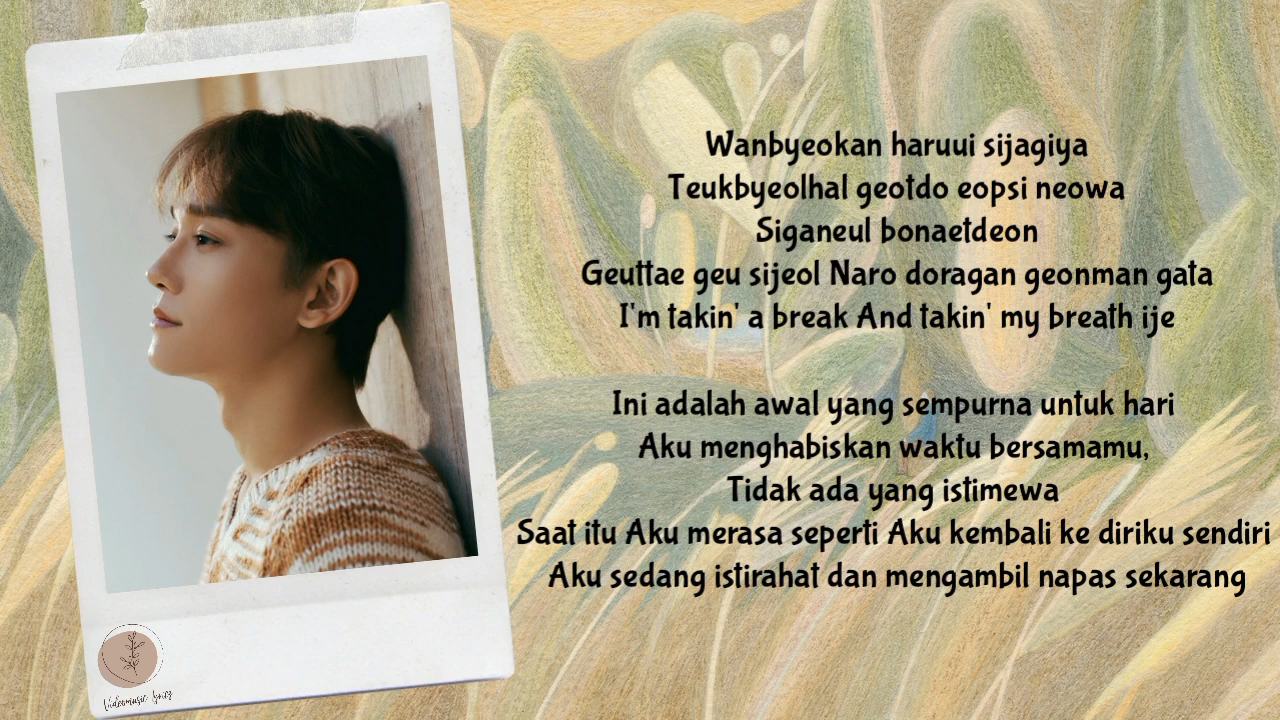 Wanbyeokan haruui sijagiya
Teukbyeolhal geotdo eopsi neowa
Siganeul bonaetdeon
Geuttae geu sijeol Naro doragan geonman gata
I'm takin' a break And takin' my breath ije
Ini adalah awal yang sempurna untuk hari
Aku menghabiskan waktu bersamamu,
Tidak ada yang istimewa
Saat itu Aku merasa seperti Aku kembali ke diriku sendiri
Aku sedang istirahat dan mengambil napas sekarang
Videomusic lyrics